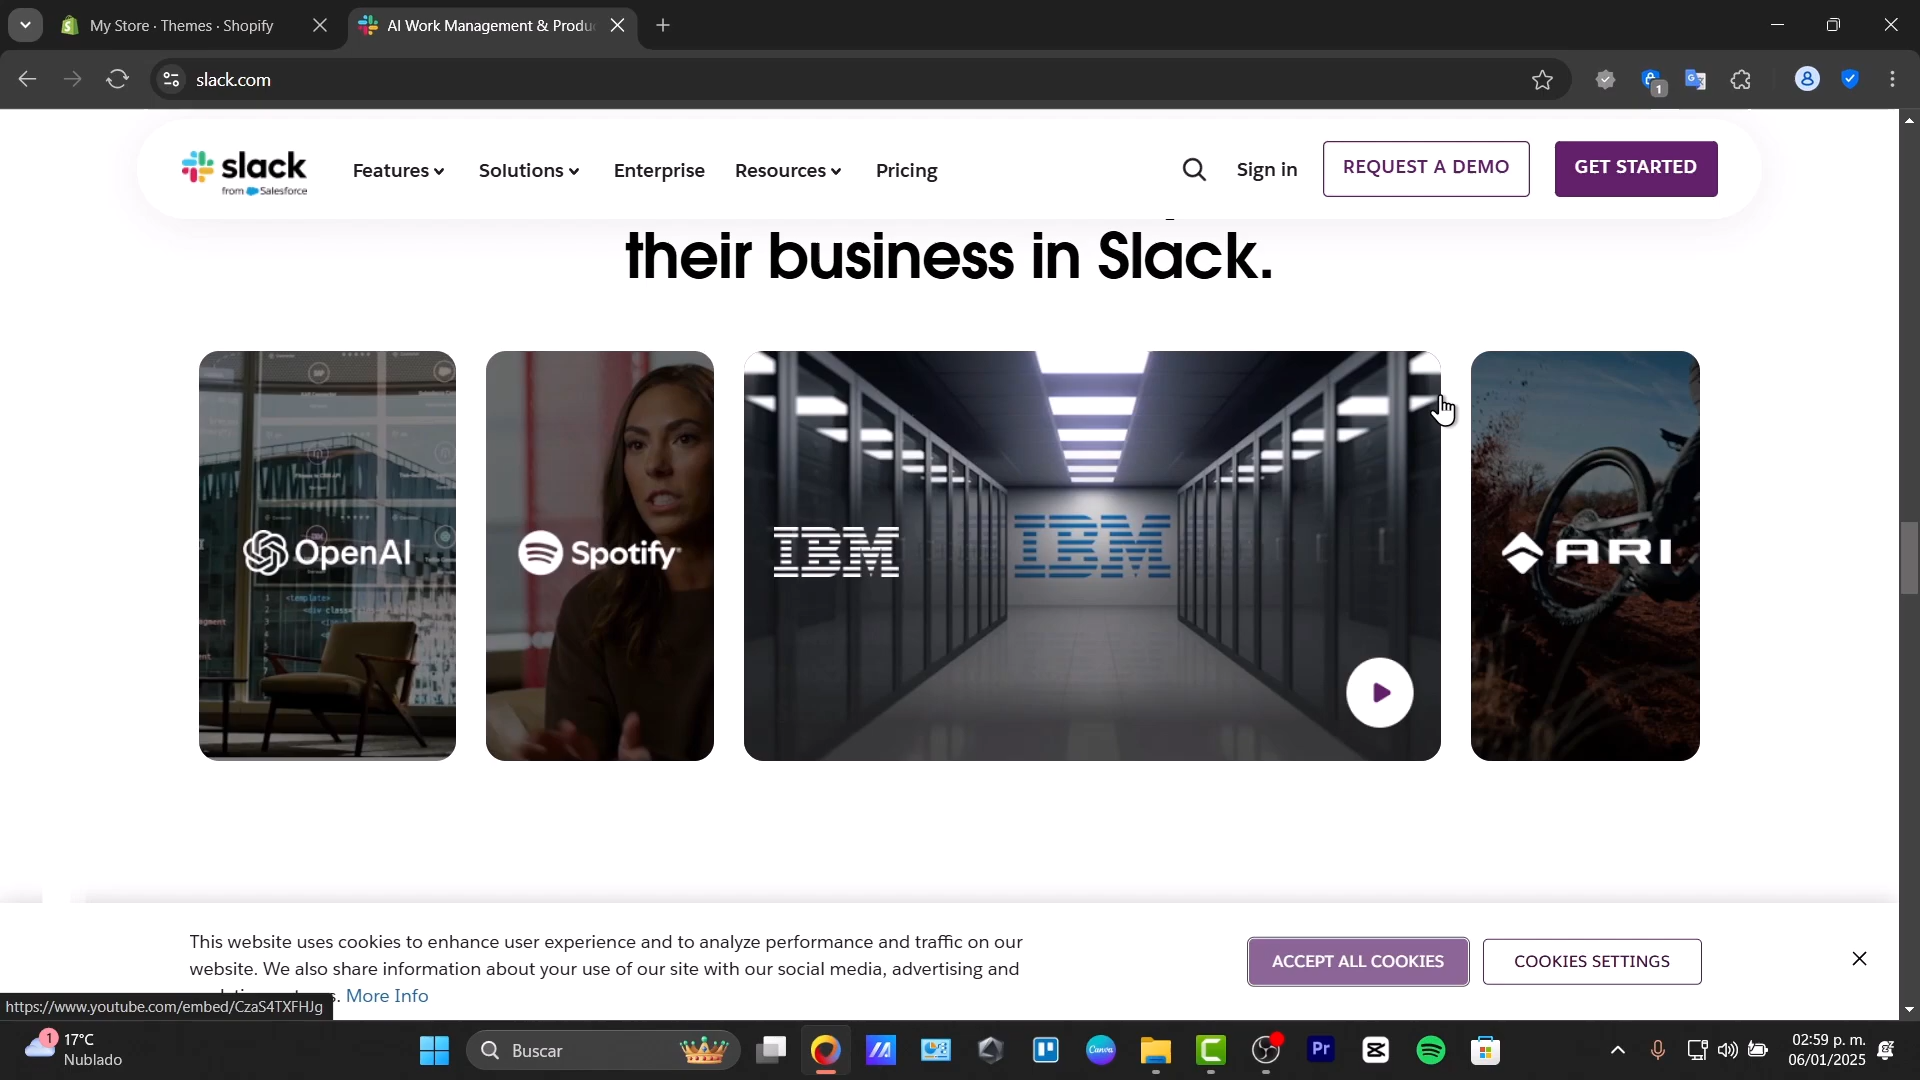 My Store · Themes · Shopify
AI Work Management & Produ
slack.com
1
slack
from Salesforce
Features
Solutions
Enterprise
Resources
Pricing
Sign in
REQUEST A DEMO
GET STARTED
their business in Slack.
OpenAI
Spotify
IBM
IBM
ARI
This website uses cookies to enhance user experience and to analyze performance and traffic on our
website. We also share information about your use of our site with our social media, advertising and
s. More Info
ACCEPT ALL COOKIES
COOKIES SETTINGS
https://www.youtube.com/embed/CzaS4TXFHJg
1
17°C
Nublado
Buscar
Canva
Pr
02:59 p. m.
06/01/2025